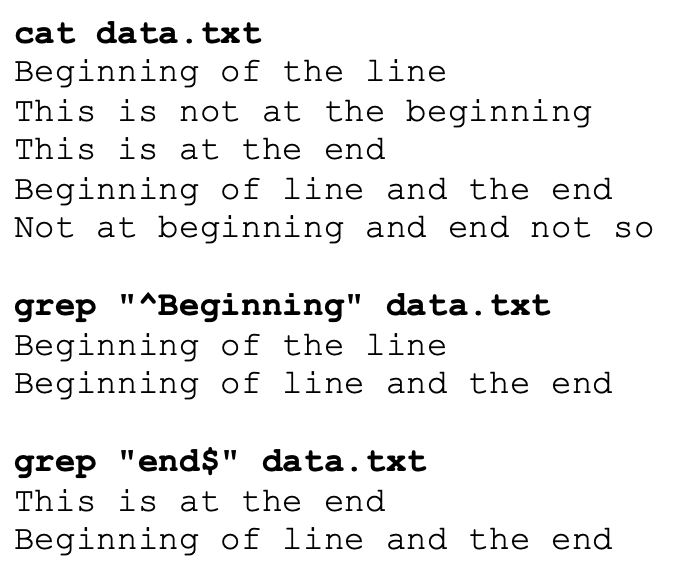 cat data.txt
Beginning of the line
This is not at the beginning
This is at the end
Beginning of line and the end
Not at beginning and end not so
grep "^Beginning" data.txt
Beginning of the line
Beginning of line and the end
grep "end$" data.txt
This is at the end
Beginning of line and the end